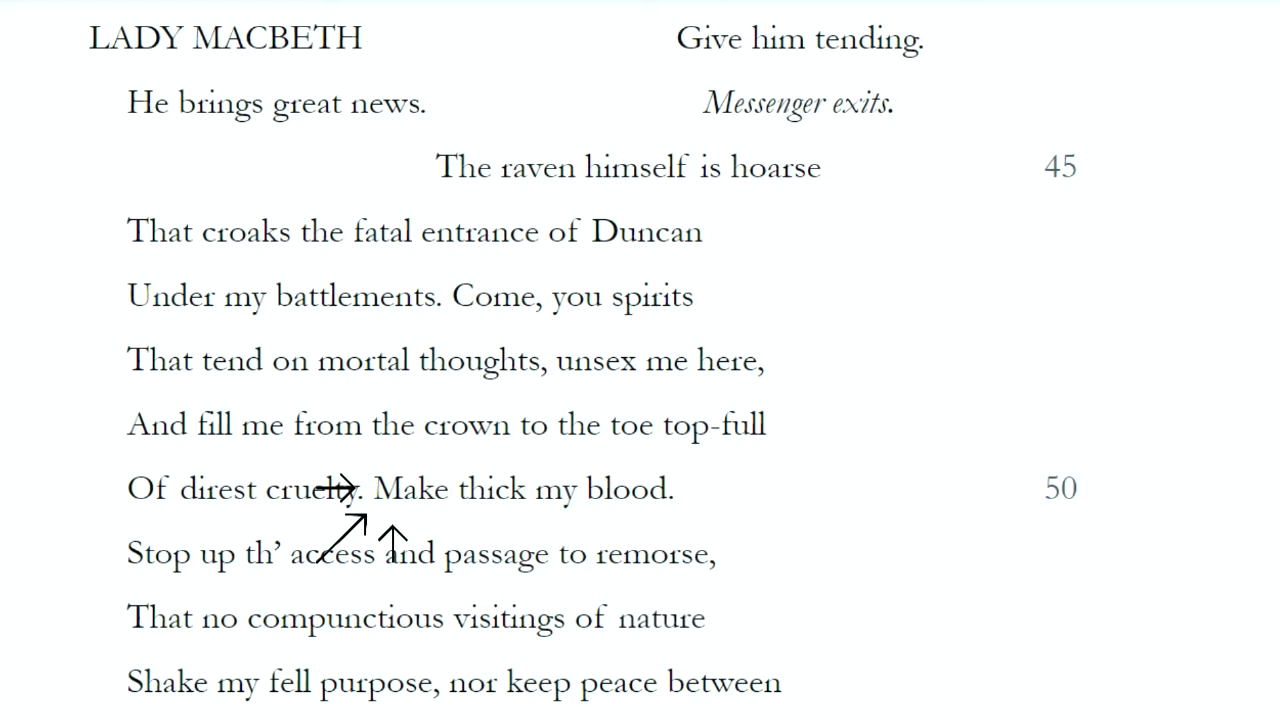 LADY MACBETH Give him tending.
He brings great news. Messenger exits.
The raven himself is hoarse 45
That croaks the fatal entrance of Duncan
Under my battlements. Come, you spirits
That tend on mortal thoughts, unsex me here,
And fill me from the crown to the toe top-full
Of direst cruelty. Make thick my blood. 50
Stop up th’ access and passage to remorse,
That no compunctious visitings of nature
Shake my fell purpose, nor keep peace between